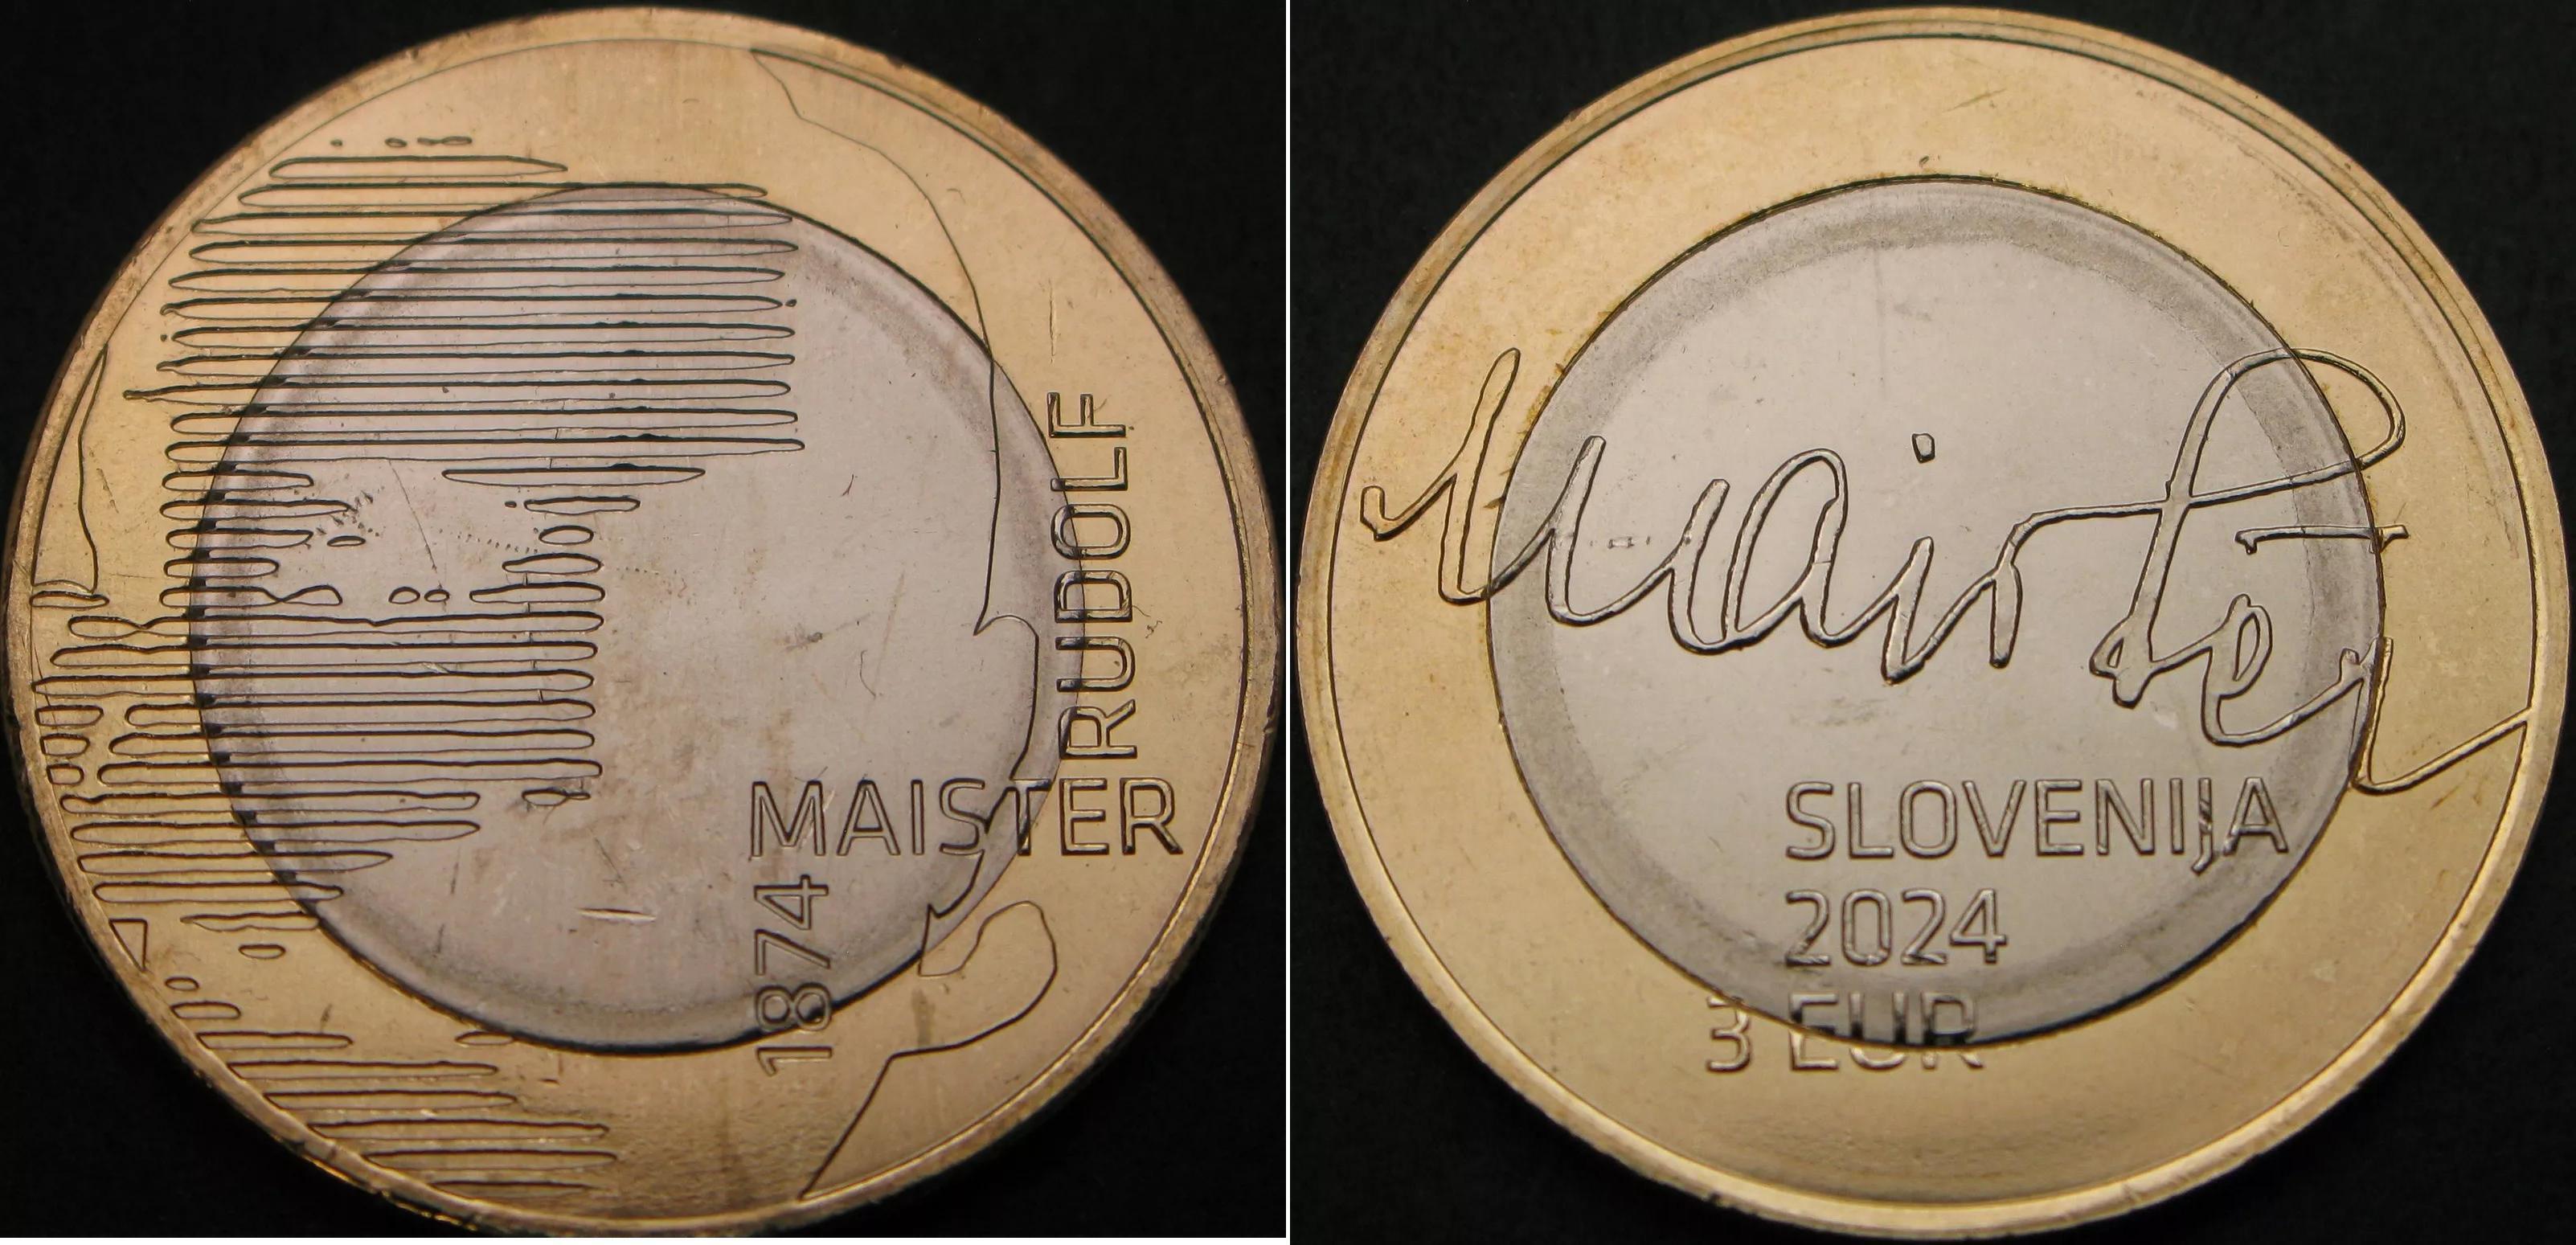 RUDOLF
MAISTER
1874
Maister
SLOVENIJA
2024
3 EUR